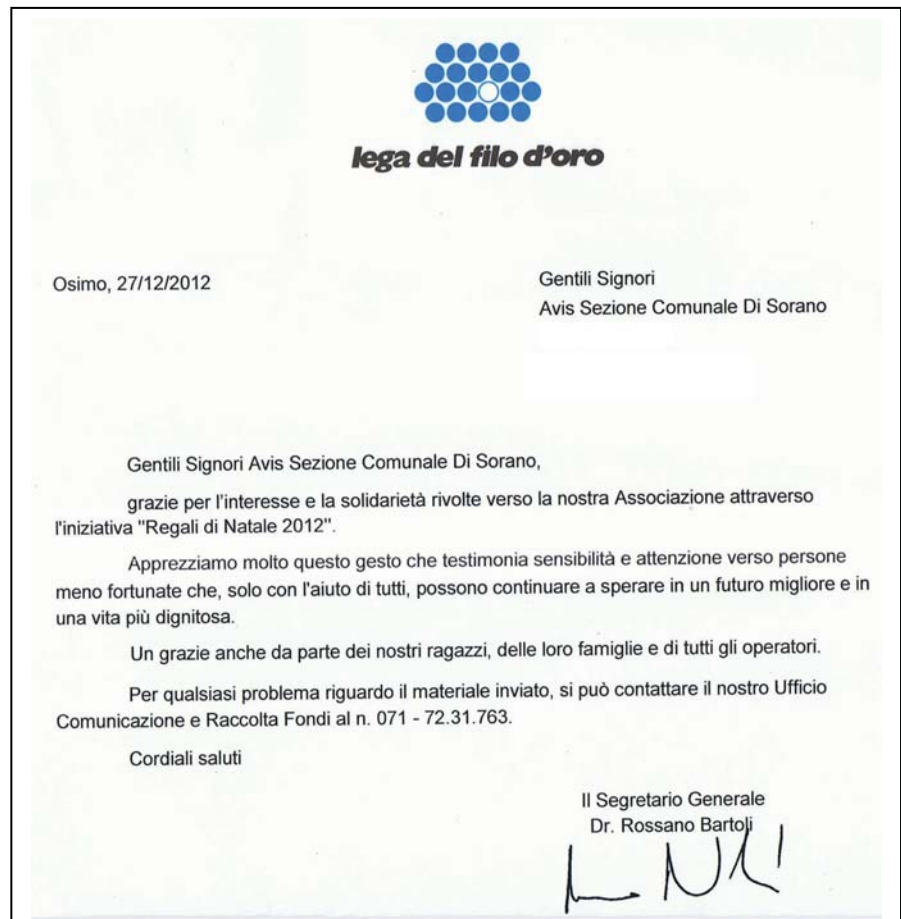 lega del filo d'oro
Osimo, 27/12/2012
Gentili Signori
Avis Sezione Comunale Di Sorano
Gentili Signori Avis Sezione Comunale Di Sorano,
grazie per l'interesse e la solidarietà rivolte verso la nostra Associazione attraverso
l'iniziativa "Regali di Natale 2012".
Apprezziamo molto questo gesto che testimonia sensibilità e attenzione verso persone
meno fortunate che, solo con l'aiuto di tutti, possono continuare a sperare in un futuro migliore e in
una vita più dignitosa.
Un grazie anche da parte dei nostri ragazzi, delle loro famiglie e di tutti gli operatori.
Per qualsiasi problema riguardo il materiale inviato, si può contattare il nostro Ufficio
Comunicazione e Raccolta Fondi al n. 071 - 72.31.763.
Cordiali saluti
Il Segretario Generale
Dr. Rossano Bartoli